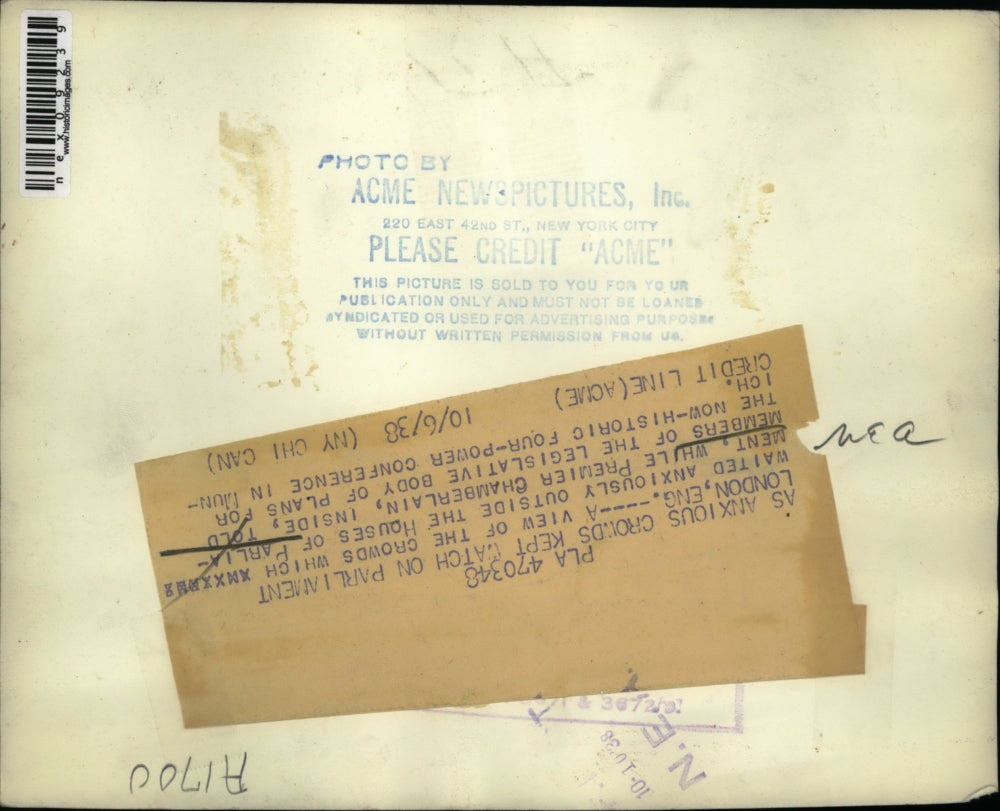 nex09239
www.historicimages.com
PHOTO BY
ACME NEWSPICTURES, Inc.
220 EAST 42ND ST., NEW YORK CITY
PLEASE CREDIT "ACME"
THIS PICTURE IS SOLD TO YOU FOR YOUR
PUBLICATION ONLY AND MUST NOT BE LOANED
SYNDICATED OR USED FOR ADVERTISING PURPOSES
WITHOUT WRITTEN PERMISSION FROM US.
PLA 470348
AS ANXIOUS CROWDS KEPT WATCH ON PARLIAMENT
LONDON,ENG.----A VIEW OF THE CROWDS WHICH
WAITED ANXIOUSLY OUTSIDE THE HOUSES OF PARLIA-
MENT, WHILE PREMIER CHAMBERLAIN, INSIDE, TOLD
MEMBERS OF THE LEGISLATIVE BODY OF PLANS FOR
THE NOW-HISTORIC FOUR-POWER CONFERENCE IN MUN-
ICH.
CREDIT LINE(ACME) 10/6/38 (NY CHI CAN)
NEA
& 3672/B
N. E.
10-10 38
A1700